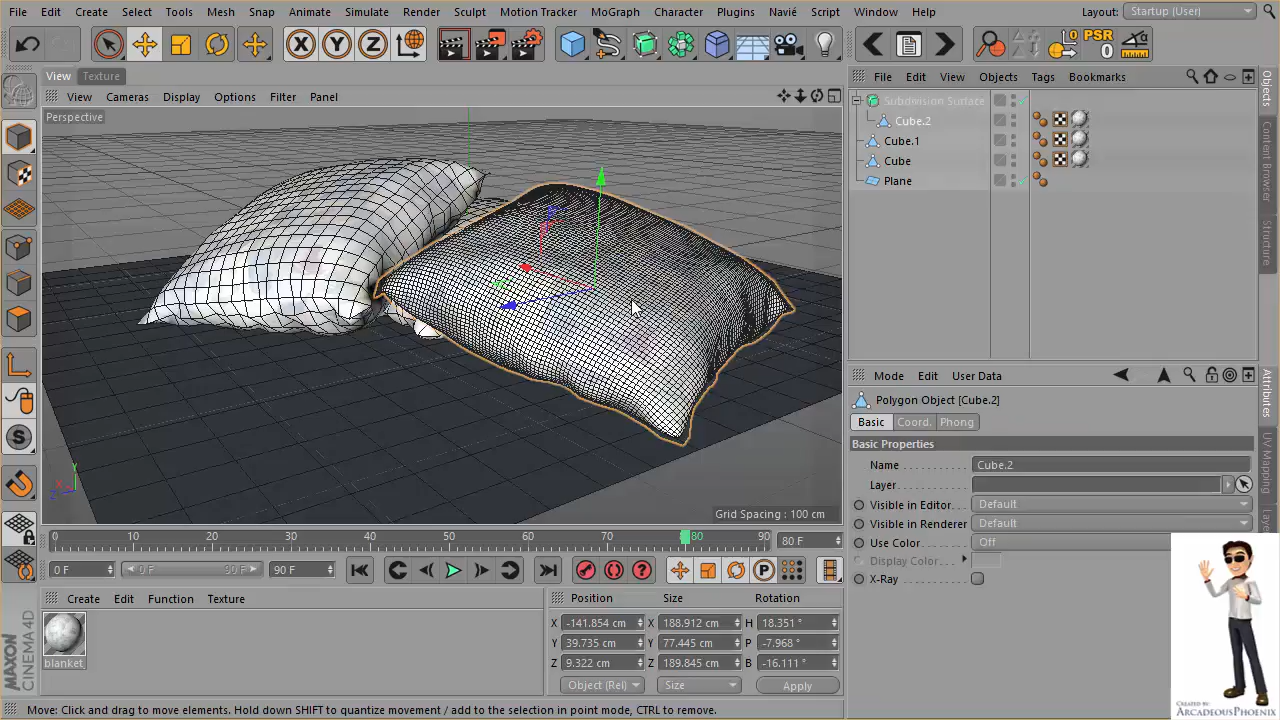 File Edit Create Select Tools Mesh Snap Animate Simulate Render Sculpt Motion Tracker MoGraph Character Plugins Navié Script Window Help Layout: Startup (User)
X Y Z PSR 0
View Texture
View Cameras Display Options Filter Panel
Perspective
Grid Spacing : 100 cm
File Edit View Objects Tags Bookmarks
Subdivision Surface
Cube.2
Cube.1
Cube
Plane
Objects
Content Browser
Structure
Mode Edit User Data
Polygon Object [Cube.2]
Basic Coord. Phong
Basic Properties
Name Cube.2
Layer
Visible in Editor Default
Visible in Renderer Default
Use Color Off
Display Color
X-Ray
Attributes
UV Mapping
0 10 20 30 40 50 60 70 80 90 80 F
0 F 0 F 90 F 90 F
Create Edit Function Texture
blanket
Position Size Rotation
X -141.854 cm X 188.912 cm H 18.351 °
Y 39.735 cm Y 77.445 cm P -7.968 °
Z 9.322 cm Z 189.845 cm B -16.111 °
Object (Rel) Size Apply
MAXON
CINEMA 4D
Move: Click and drag to move elements. Hold down SHIFT to quantize movement / add to the selection in point mode, CTRL to remove.
CREATED BY:
ARCADEOUSPHOENIX